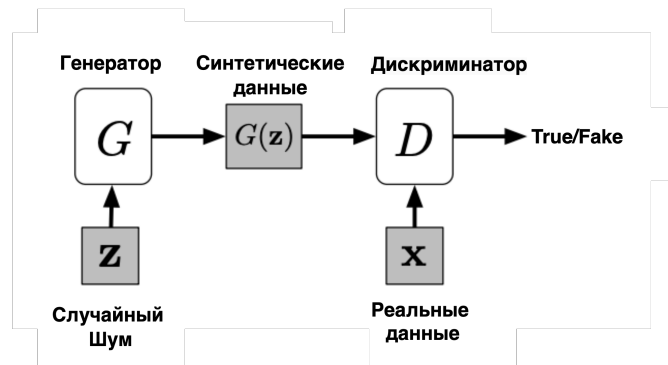 Генератор
Синтетические
данные
Дискриминатор
G
G(z)
D
True/Fake
z
x
Случайный
Шум
Реальные
данные